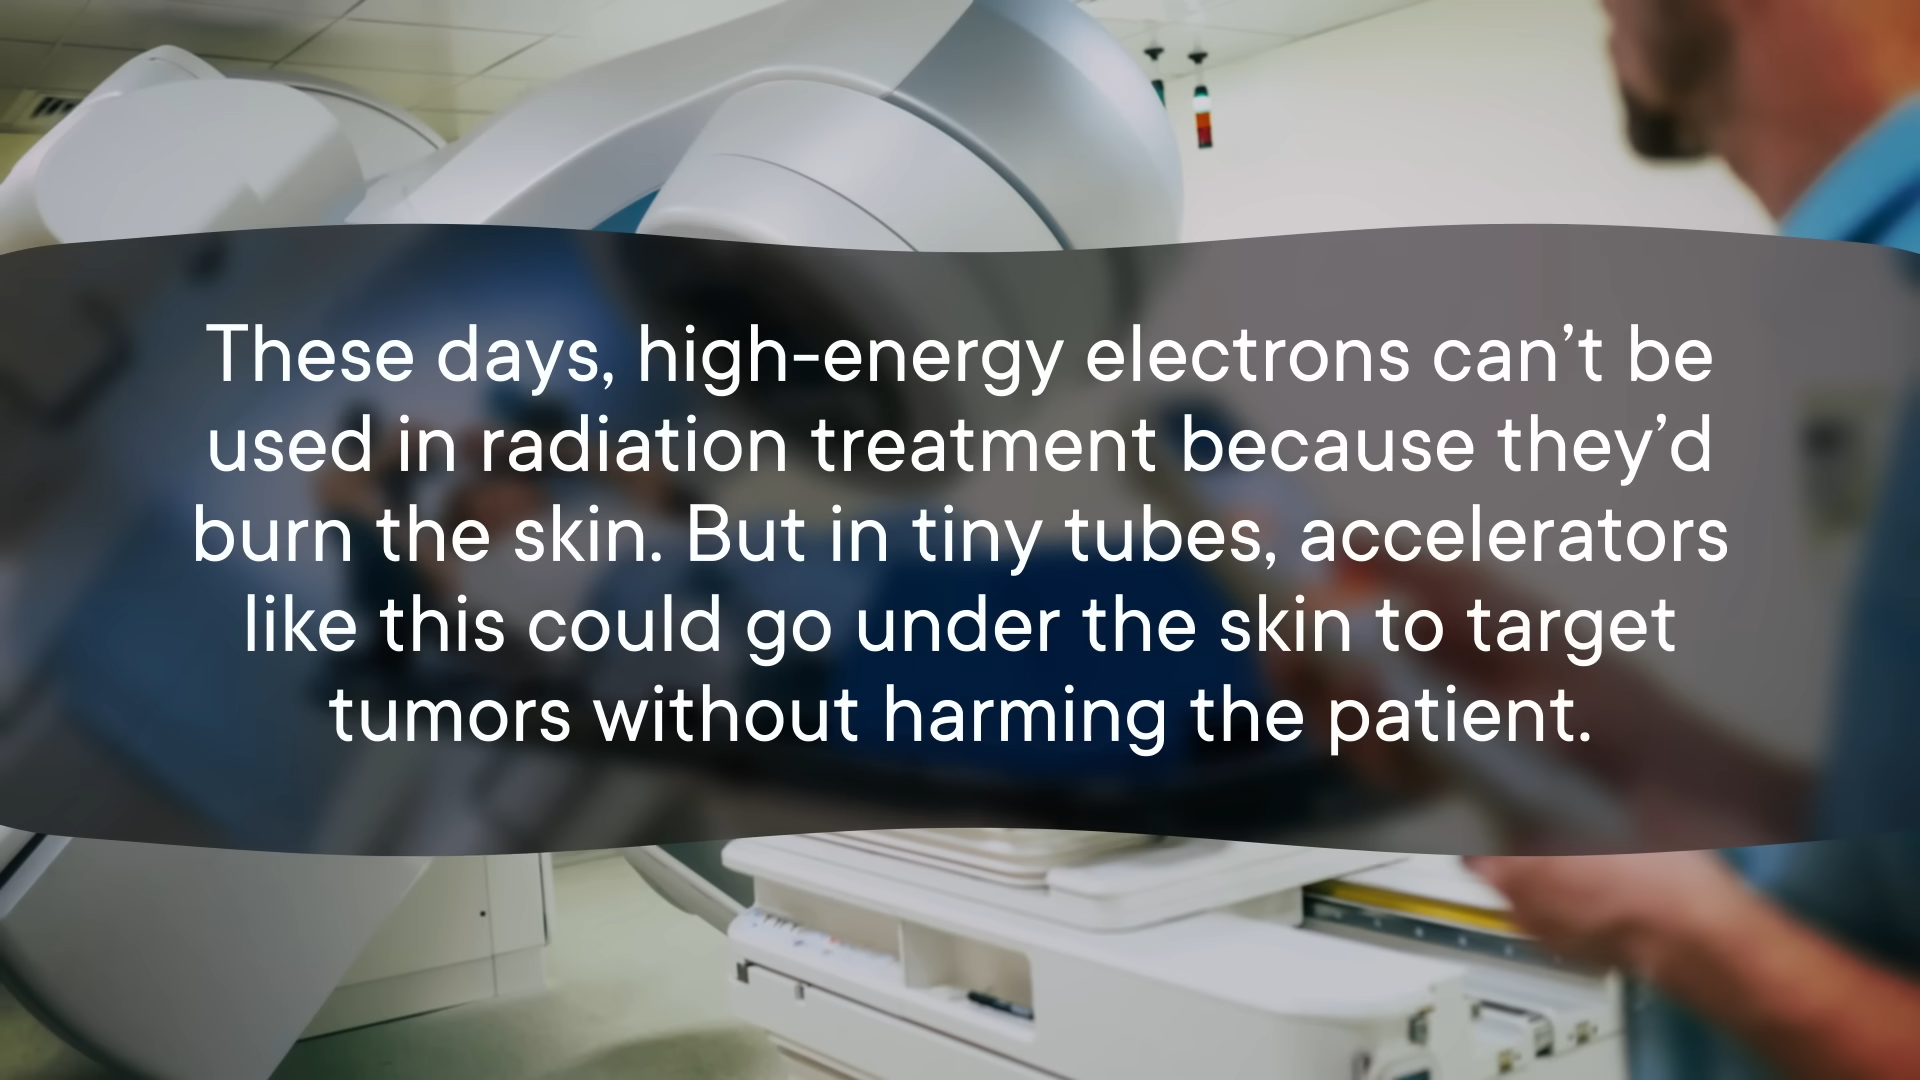 These days, high-energy electrons can’t be
used in radiation treatment because they’d
burn the skin. But in tiny tubes, accelerators
like this could go under the skin to target
tumors without harming the patient.